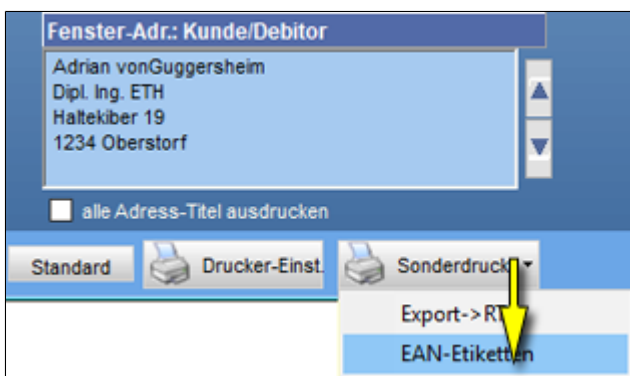 Fenster-Adr.: Kunde/Debitor
Adrian vonGuggersheim
Dipl. Ing. ETH
Haltekiber 19
1234 Oberstorf
alle Adress-Titel ausdrucken
Standard Drucker-Einst. Sonderdruck
Export->
EAN-Etiketten